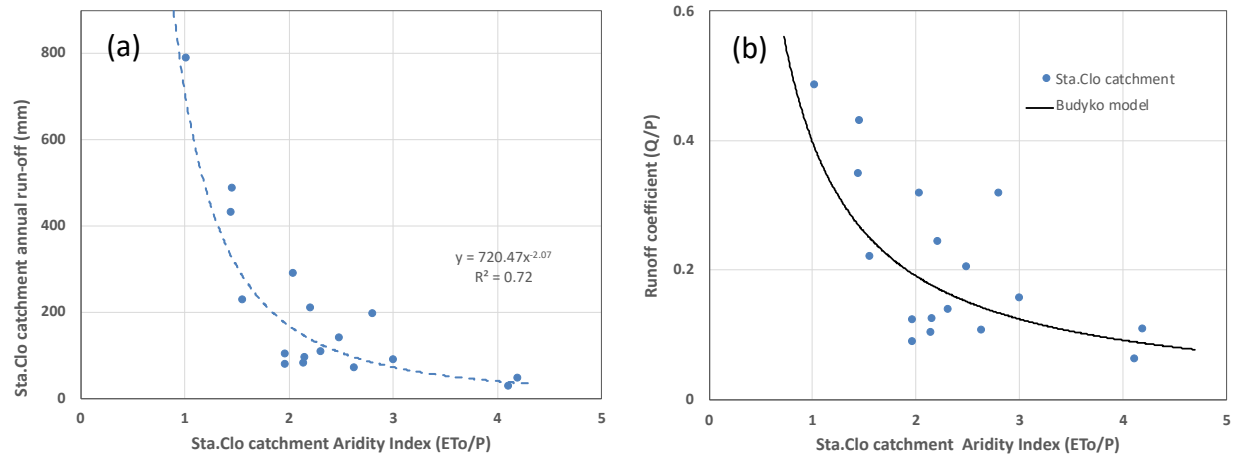 (a)
800
600
400
200
0
Sta.Clo catchment annual run-off (mm)
y = 720.47x-2.07
R² = 0.72
0 1 2 3 4 5
Sta.Clo catchment Aridity Index (ETo/P)
(b)
0.6
0.4
0.2
0
Runoff coefficient (Q/P)
Sta.Clo catchment
Budyko model
0 1 2 3 4 5
Sta.Clo catchment Aridity Index (ETo/P)